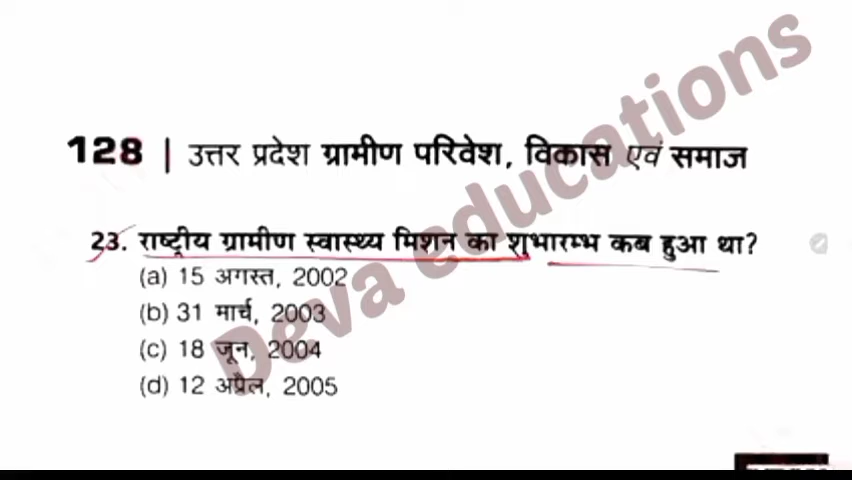 128 | उत्तर प्रदेश ग्रामीण परिवेश, विकास एवं समाज
23. राष्ट्रीय ग्रामीण स्वास्थ्य मिशन का शुभारम्भ कब हुआ था?
(a) 15 अगस्त, 2002
(b) 31 मार्च, 2003
(c) 18 जून, 2004
(d) 12 अप्रैल, 2005
Deva educations